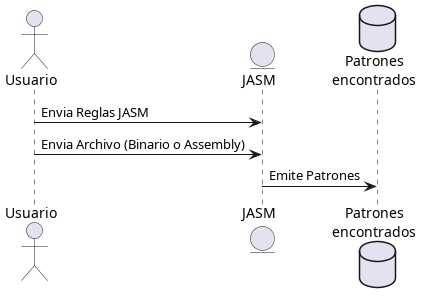 Usuario
JASM
Patrones
encontrados
Envia Reglas JASM
Envia Archivo (Binario o Assembly)
Emite Patrones
Usuario
JASM
Patrones
encontrados